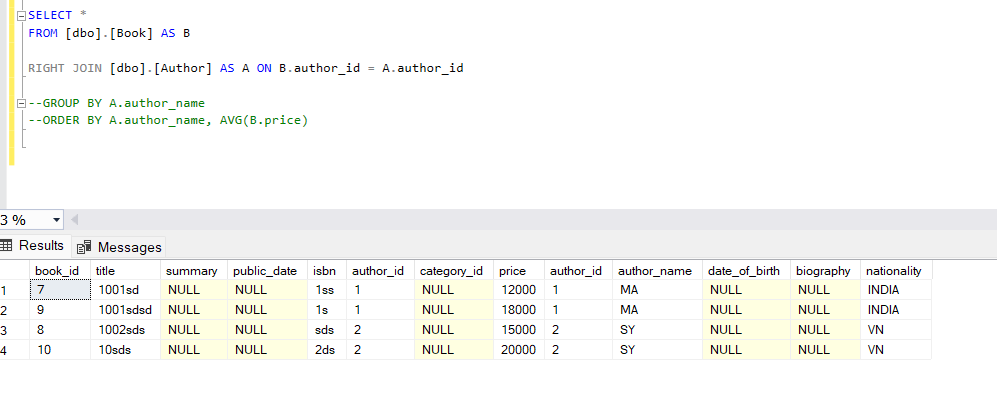 SELECT *
FROM [dbo].[Book] AS B
RIGHT JOIN [dbo].[Author] AS A ON B.author_id = A.author_id
--GROUP BY A.author_name
--ORDER BY A.author_name, AVG(B.price)
3 %
Results Messages
book_id title summary public_date isbn author_id category_id price author_id author_name date_of_birth biography nationality
1 7 1001sd NULL NULL 1ss 1 NULL 12000 1 MA NULL NULL INDIA
2 9 1001sdsd NULL NULL 1s 1 NULL 18000 1 MA NULL NULL INDIA
3 8 1002sds NULL NULL sds 2 NULL 15000 2 SY NULL NULL VN
4 10 10sds NULL NULL 2ds 2 NULL 20000 2 SY NULL NULL VN